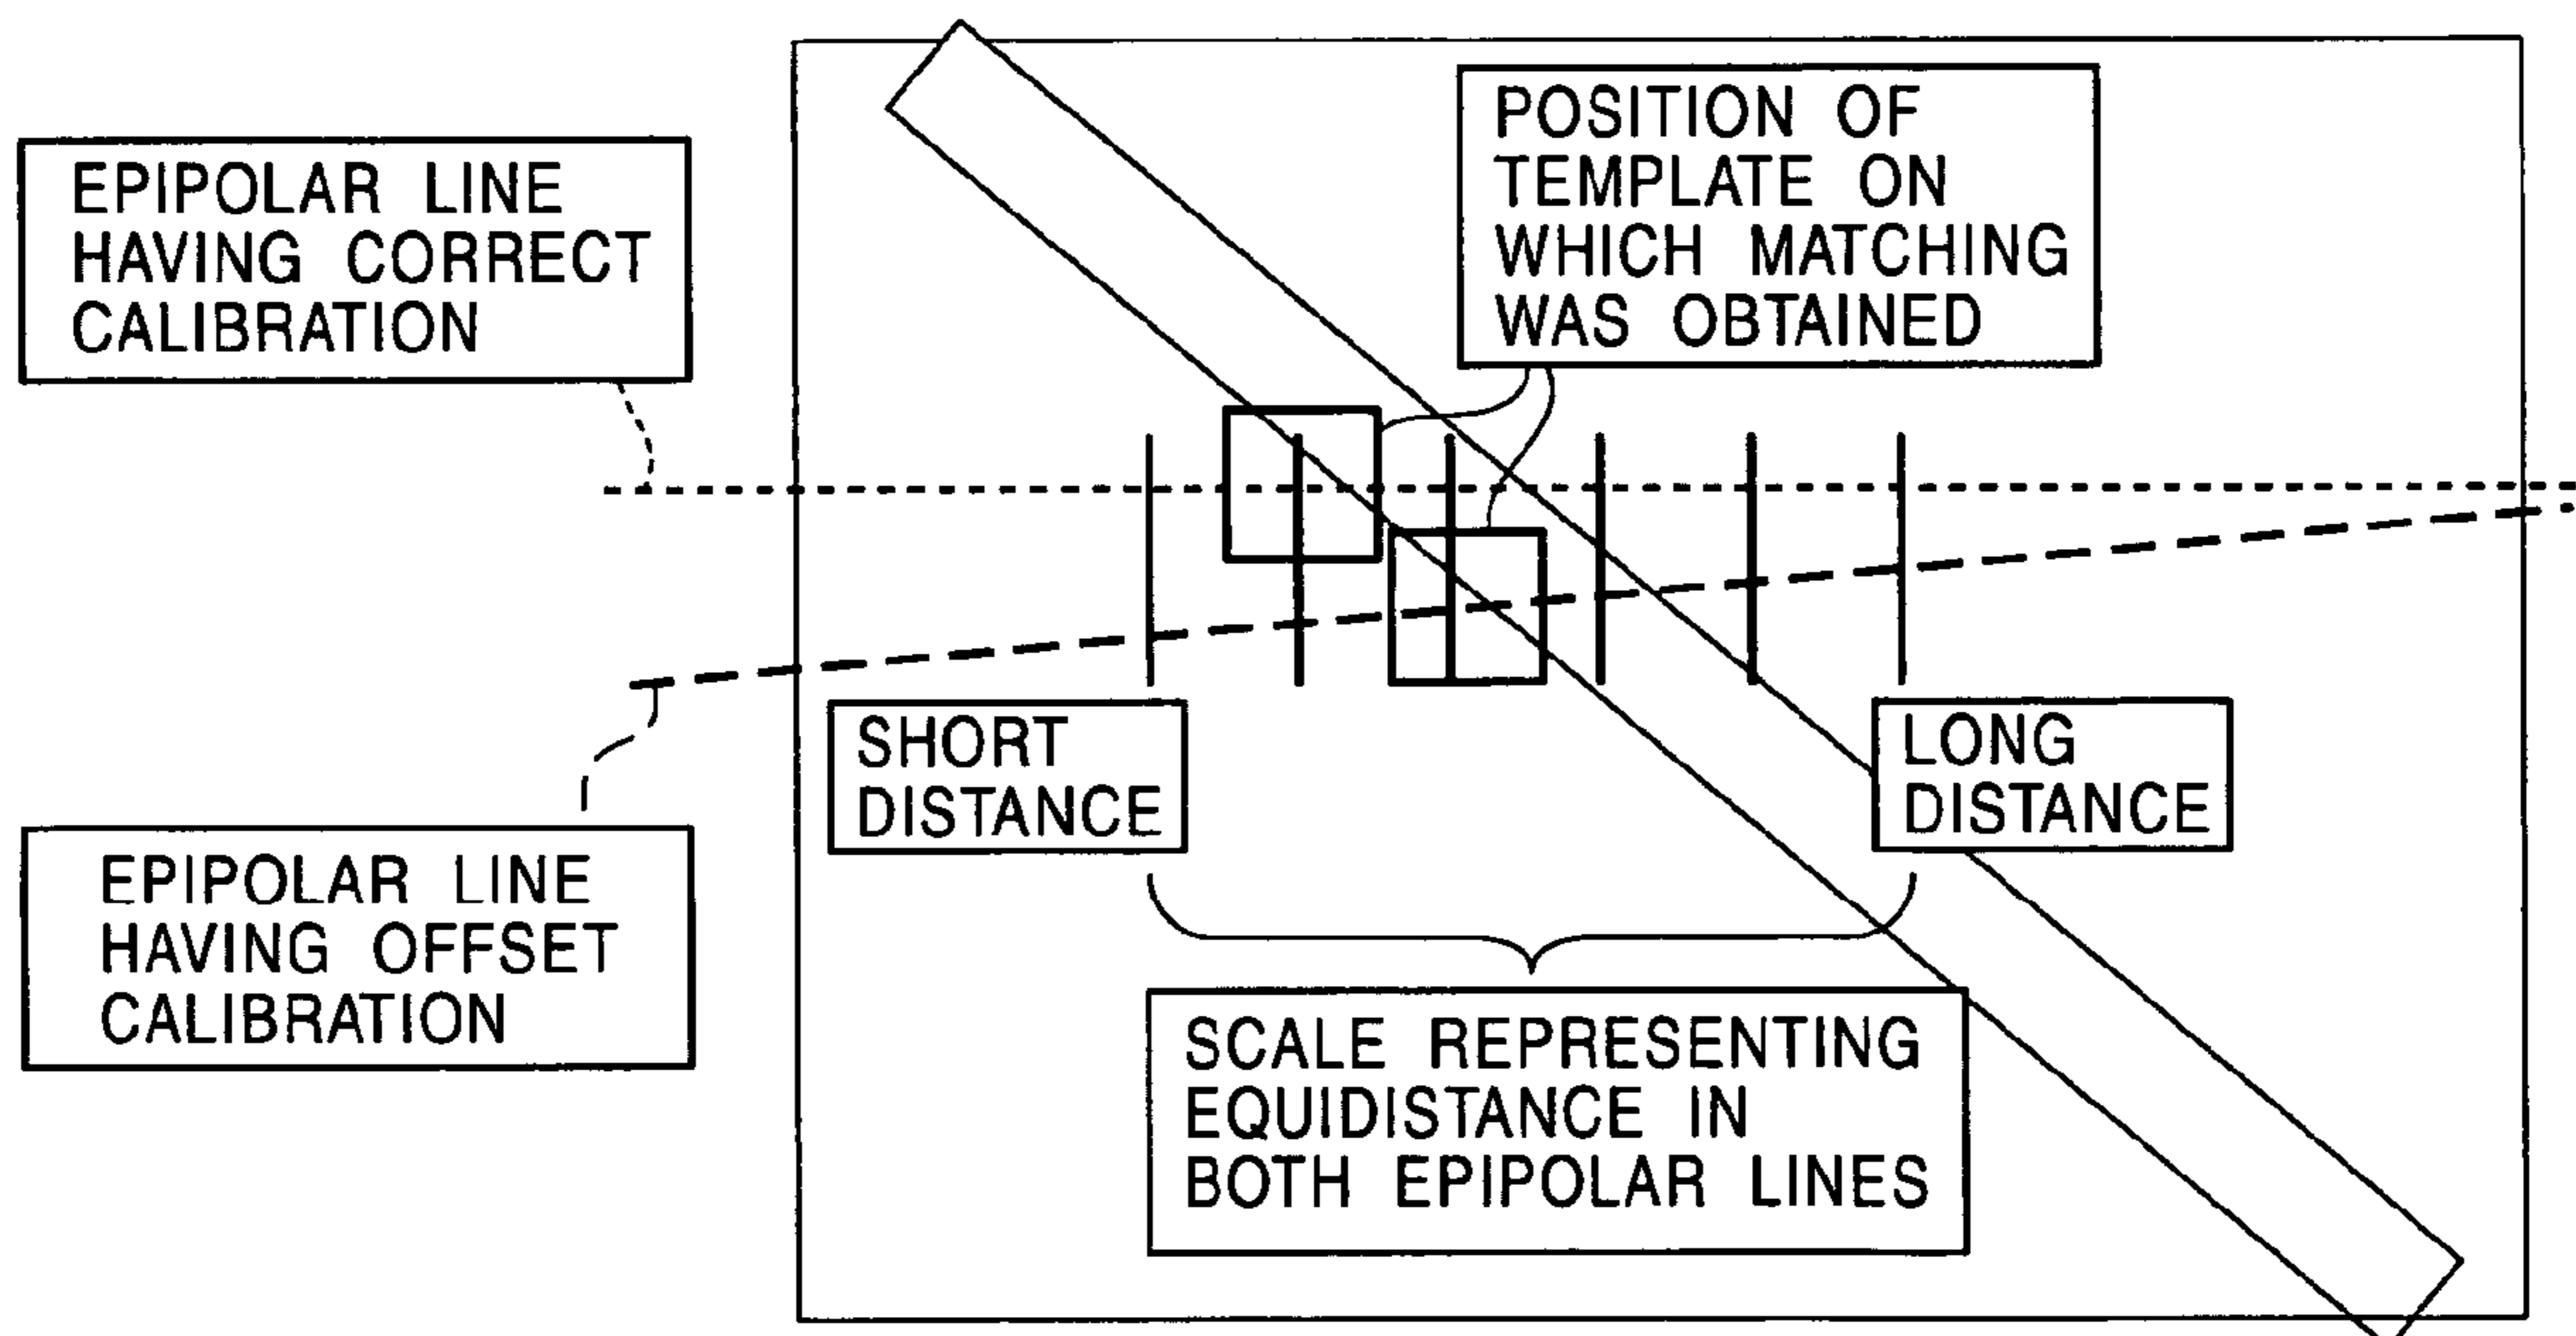 EPIPOLAR LINE
HAVING CORRECT
CALIBRATION
POSITION OF
TEMPLATE ON
WHICH MATCHING
WAS OBTAINED
SHORT
DISTANCE
LONG
DISTANCE
EPIPOLAR LINE
HAVING OFFSET
CALIBRATION
SCALE REPRESENTING
EQUIDISTANCE IN
BOTH EPIPOLAR LINES